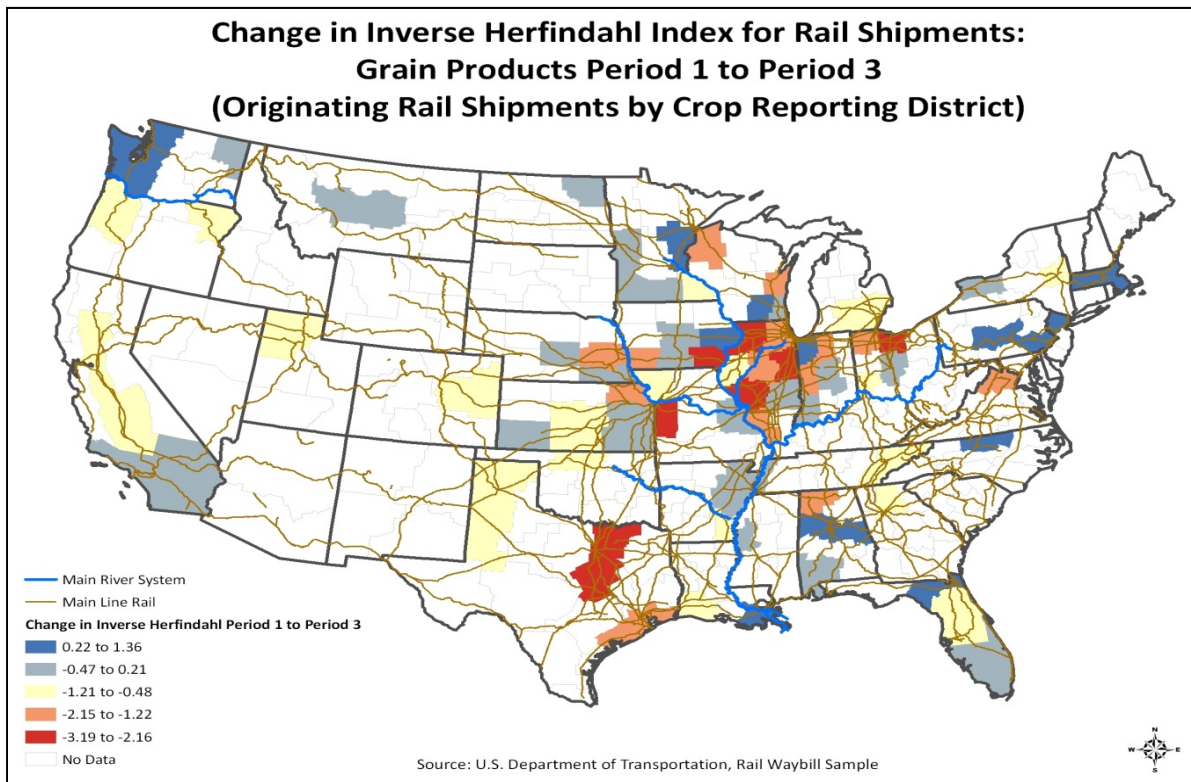 Change in Inverse Herfindahl Index for Rail Shipments:
Grain Products Period 1 to Period 3
(Originating Rail Shipments by Crop Reporting District)
Main River System
Main Line Rail
Change in Inverse Herfindahl Period 1 to Period 3
0.22 to 1.36
-0.47 to 0.21
-1.21 to -0.48
-2.15 to -1.22
-3.19 to -2.16
No Data
Source: U.S. Department of Transportation, Rail Waybill Sample
N
W E
S